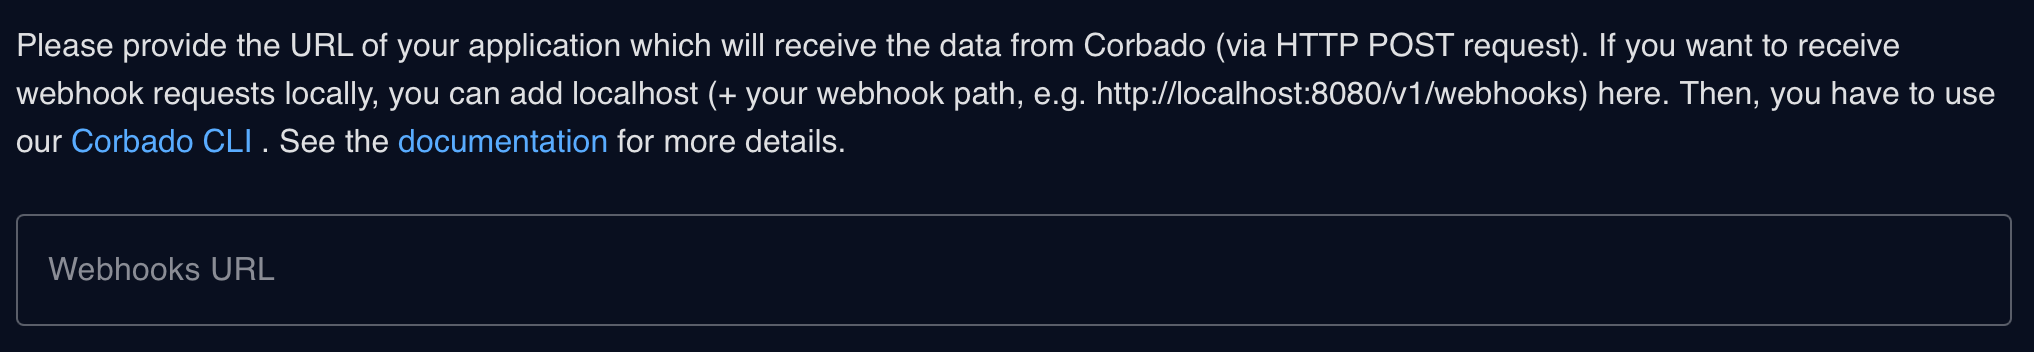 Please provide the URL of your application which will receive the data from Corbado (via HTTP POST request). If you want to receive
webhook requests locally, you can add localhost (+ your webhook path, e.g. http://localhost:8080/v1/webhooks) here. Then, you have to use
our Corbado CLI . See the documentation for more details.
Webhooks URL